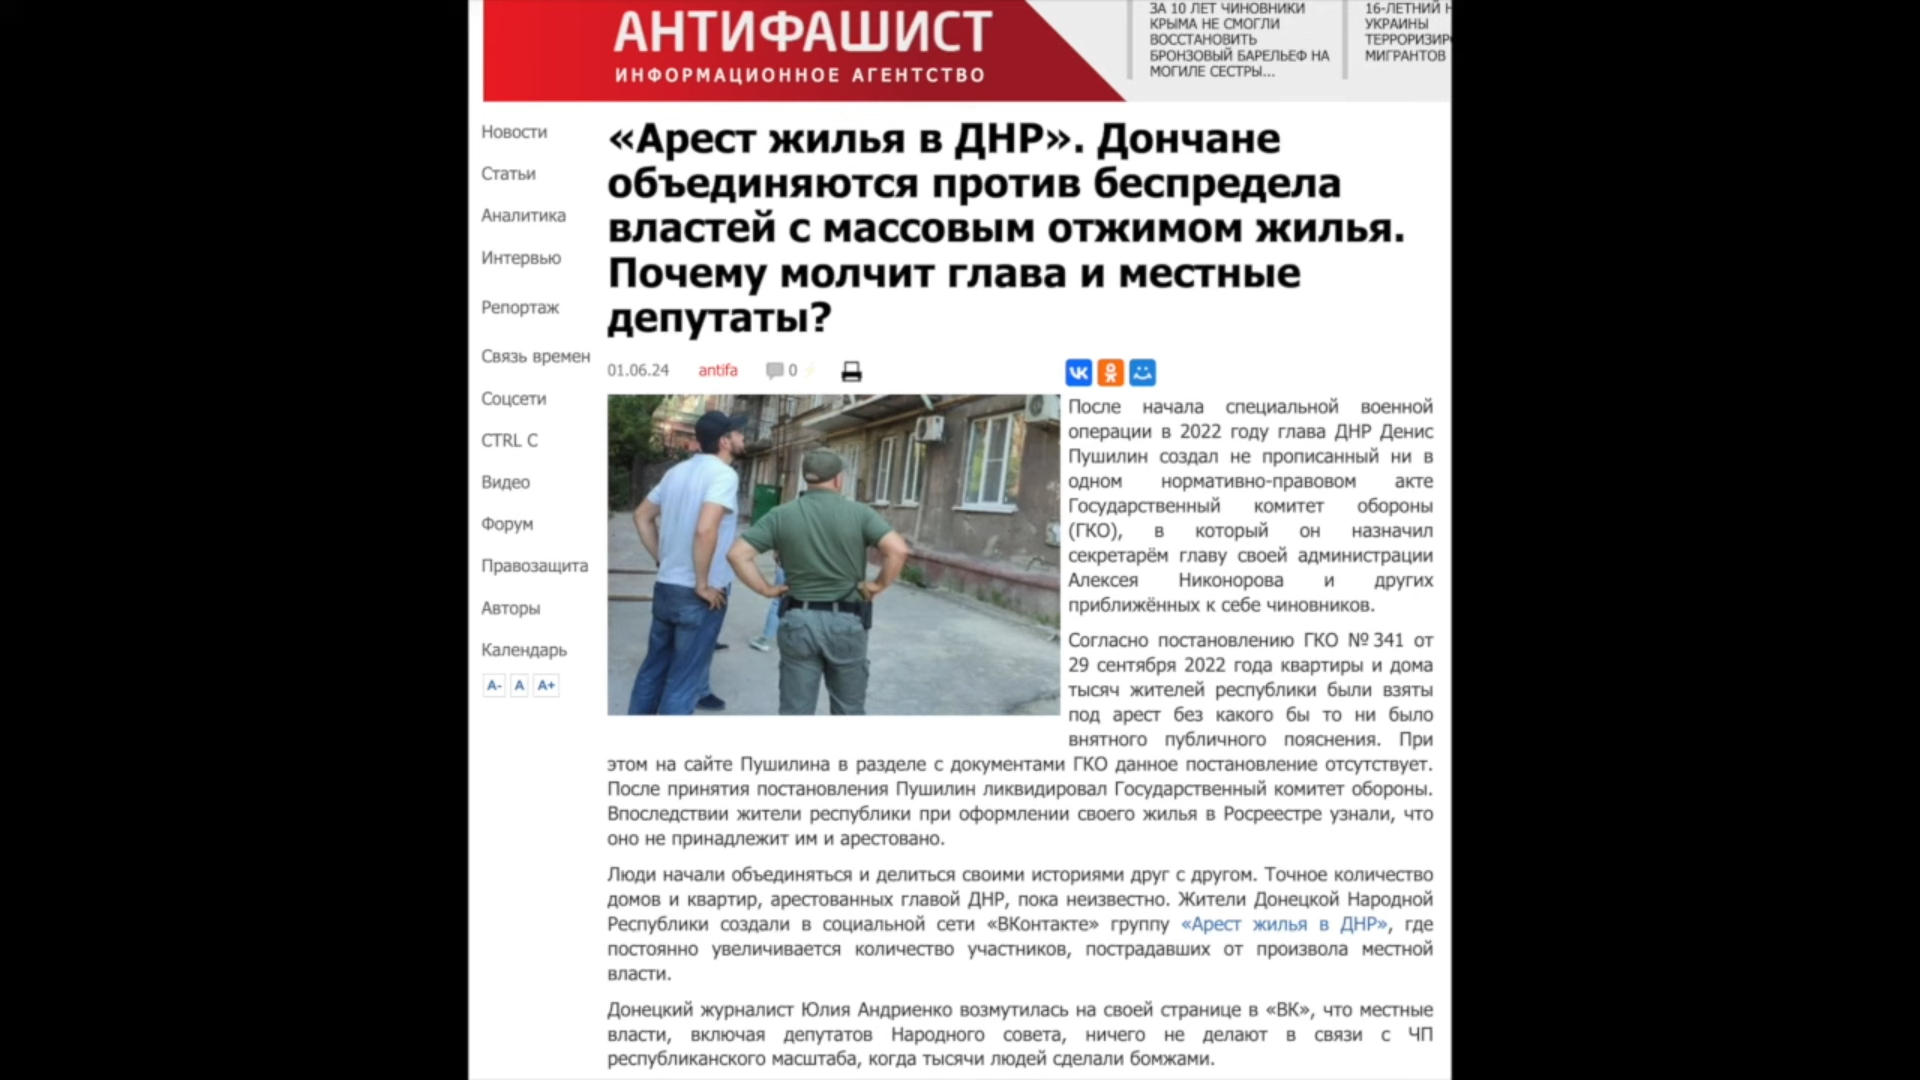 АНТИФАШИСТ
ИНФОРМАЦИОННОЕ АГЕНТСТВО
ЗА 10 ЛЕТ ЧИНОВНИКИ
КРЫМА НЕ СМОГЛИ
ВОССТАНОВИТЬ
БРОНЗОВЫЙ БАРЕЛЬЕФ НА
МОГИЛЕ СЕСТРЫ...
16-ЛЕТНИЙ
УКРАИНЫ
МИГРАНТОВ
Новости
Статьи
Аналитика
Интервью
Репортаж
Связь времен
Соцсети
CTRL C
Видео
Форум
Правозащита
Авторы
Календарь
A- A A+
«Арест жилья в ДНР». Дончане
объединяются против беспредела
властей с массовым отжимом жилья.
Почему молчит глава и местные
депутаты?
01.06.24 antifa 0
После начала специальной военной
операции в 2022 году глава ДНР Денис
Пушилин создал не прописанный ни в
одном нормативно-правовом акте
Государственный комитет обороны
(ГКО), в который он назначил
секретарём главу своей администрации
Алексея Никонорова и других
приближённых к себе чиновников.
Согласно постановлению ГКО № 341 от
29 сентября 2022 года квартиры и дома
тысяч жителей республики были взяты
под арест без какого бы то ни было
внятного публичного пояснения. При
этом на сайте Пушилина в разделе с документами ГКО данное постановление отсутствует.
После принятия постановления Пушилин ликвидировал Государственный комитет обороны.
Впоследствии жители республики при оформлении своего жилья в Росреестре узнали, что
оно не принадлежит им и арестовано.
Люди начали объединяться и делиться своими историями друг с другом. Точное количество
домов и квартир, арестованных главой ДНР, пока неизвестно. Жители Донецкой Народной
Республики создали в социальной сети «ВКонтакте» группу «Арест жилья в ДНР», где
постоянно увеличивается количество участников, пострадавших от произвола местной
власти.
Донецкий журналист Юлия Андриенко возмутилась на своей странице в «ВК», что местные
власти, включая депутатов Народного совета, ничего не делают в связи с ЧП
республиканского масштаба, когда тысячи людей сделали бомжами.